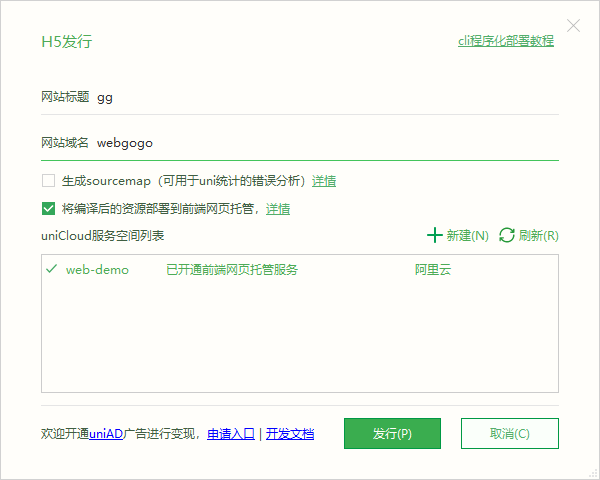 H5发行 cli程序化部署教程
网站标题 gg
网站域名 webgogo
生成sourcemap（可用于uni统计的错误分析）详情
将编译后的资源部署到前端网页托管，详情
uniCloud服务空间列表 新建(N) 刷新(R)
web-demo 已开通前端网页托管服务 阿里云
欢迎开通uniAD广告进行变现，申请入口 | 开发文档 发行(P) 取消(C)